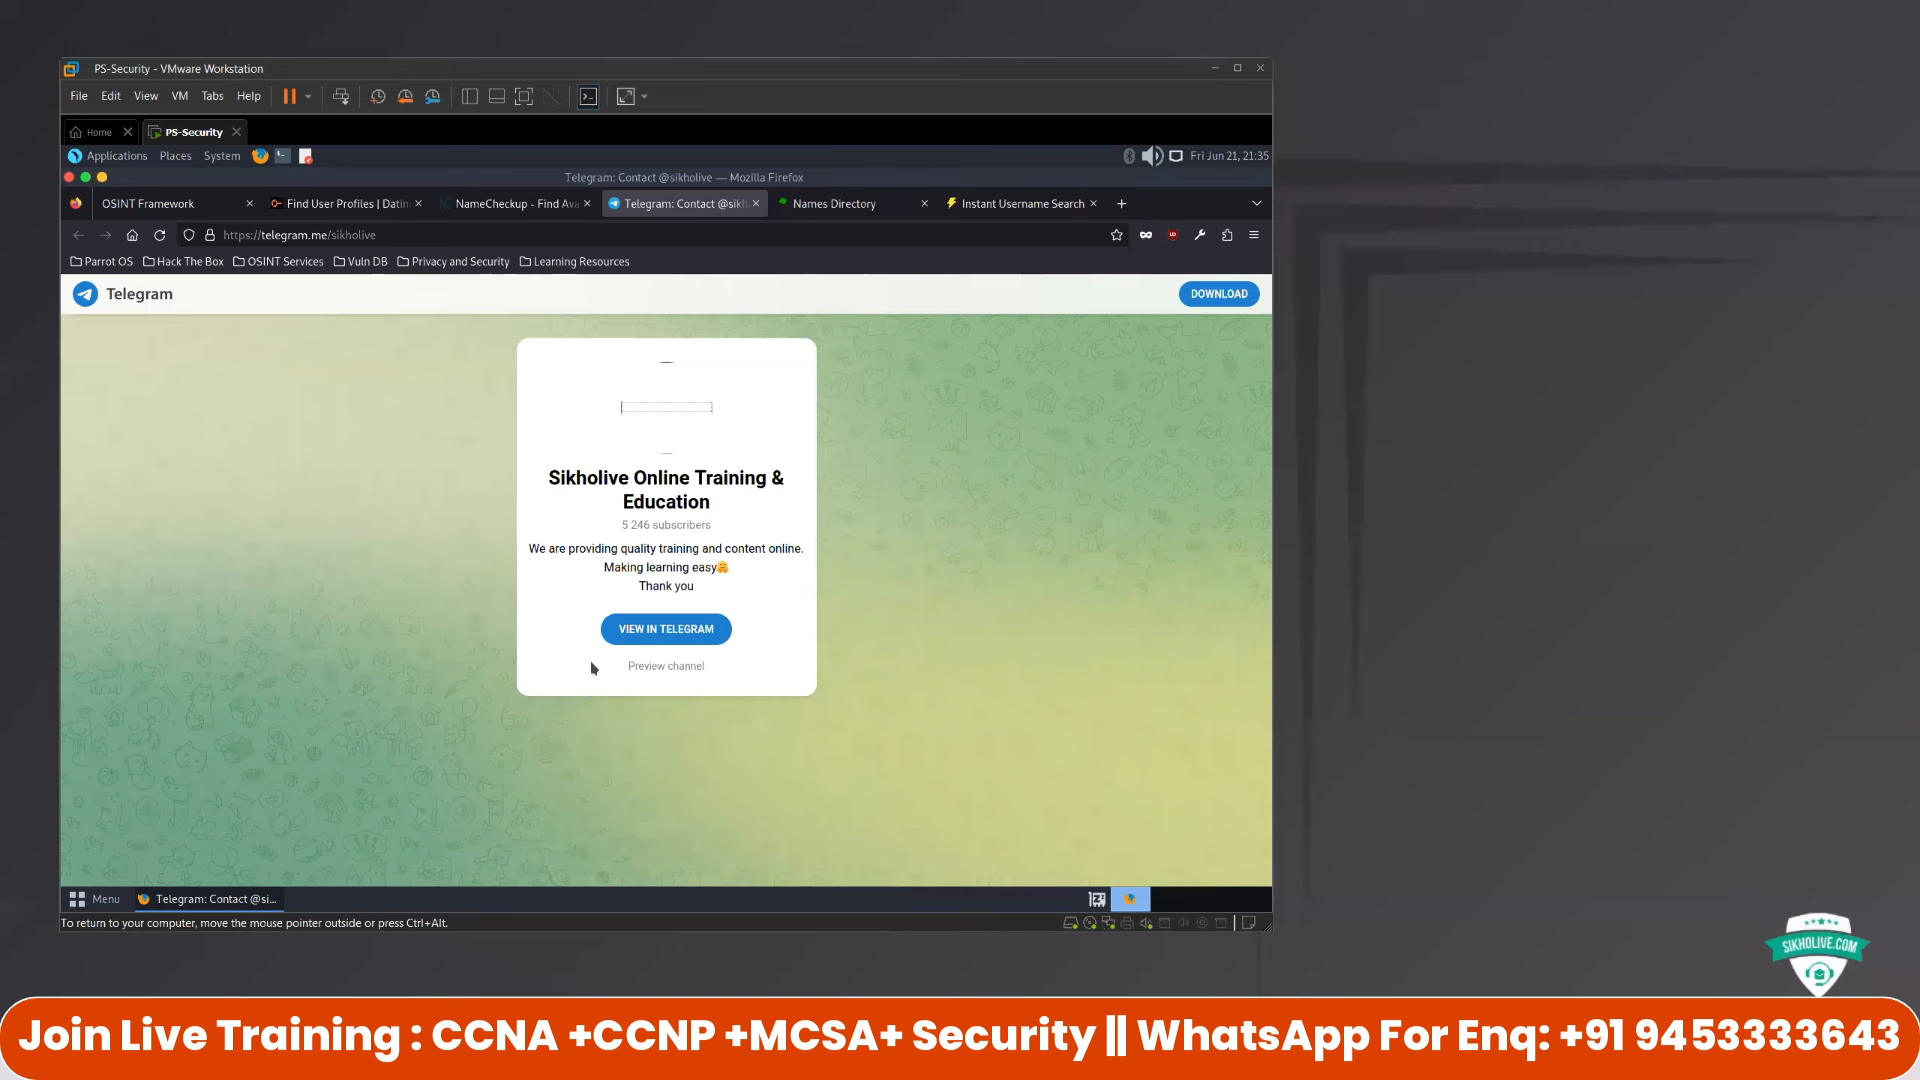 PS-Security - VMware Workstation
File Edit View VM Tabs Help
Home PS-Security
Applications Places System Fri Jun 21, 21:35
Telegram: Contact @sikholive — Mozilla Firefox
OSINT Framework Find User Profiles | Datin NameCheckup - Find Ava Telegram: Contact @sikh Names Directory Instant Username Search
https://telegram.me/sikholive
Parrot OS Hack The Box OSINT Services Vuln DB Privacy and Security Learning Resources
Telegram DOWNLOAD
Sikholive Online Training &
Education
5 246 subscribers
We are providing quality training and content online.
Making learning easy🤗
Thank you
VIEW IN TELEGRAM
Preview channel
Menu Telegram: Contact @si...
To return to your computer, move the mouse pointer outside or press Ctrl+Alt.
SIKHOLIVE.COM
Join Live Training : CCNA +CCNP +MCSA+ Security || WhatsApp For Enq: +91 9453333643